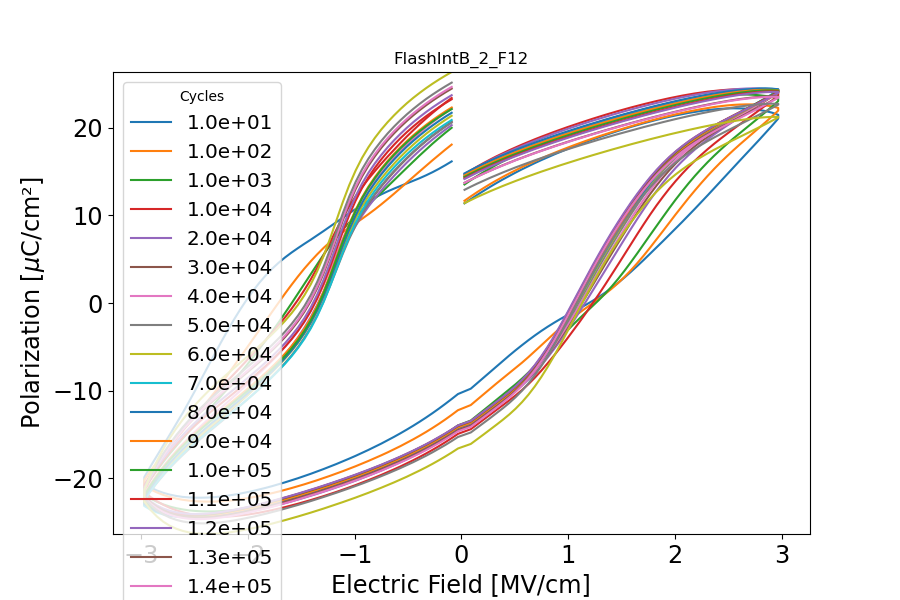 FlashIntB_2_F12
Cycles
1.0e+01
1.0e+02
1.0e+03
1.0e+04
2.0e+04
3.0e+04
4.0e+04
5.0e+04
6.0e+04
7.0e+04
8.0e+04
9.0e+04
1.0e+05
1.1e+05
1.2e+05
1.3e+05
1.4e+05
Polarization [μC/cm²]
20
10
0
−10
−20
−3 −2 −1 0 1 2 3
Electric Field [MV/cm]